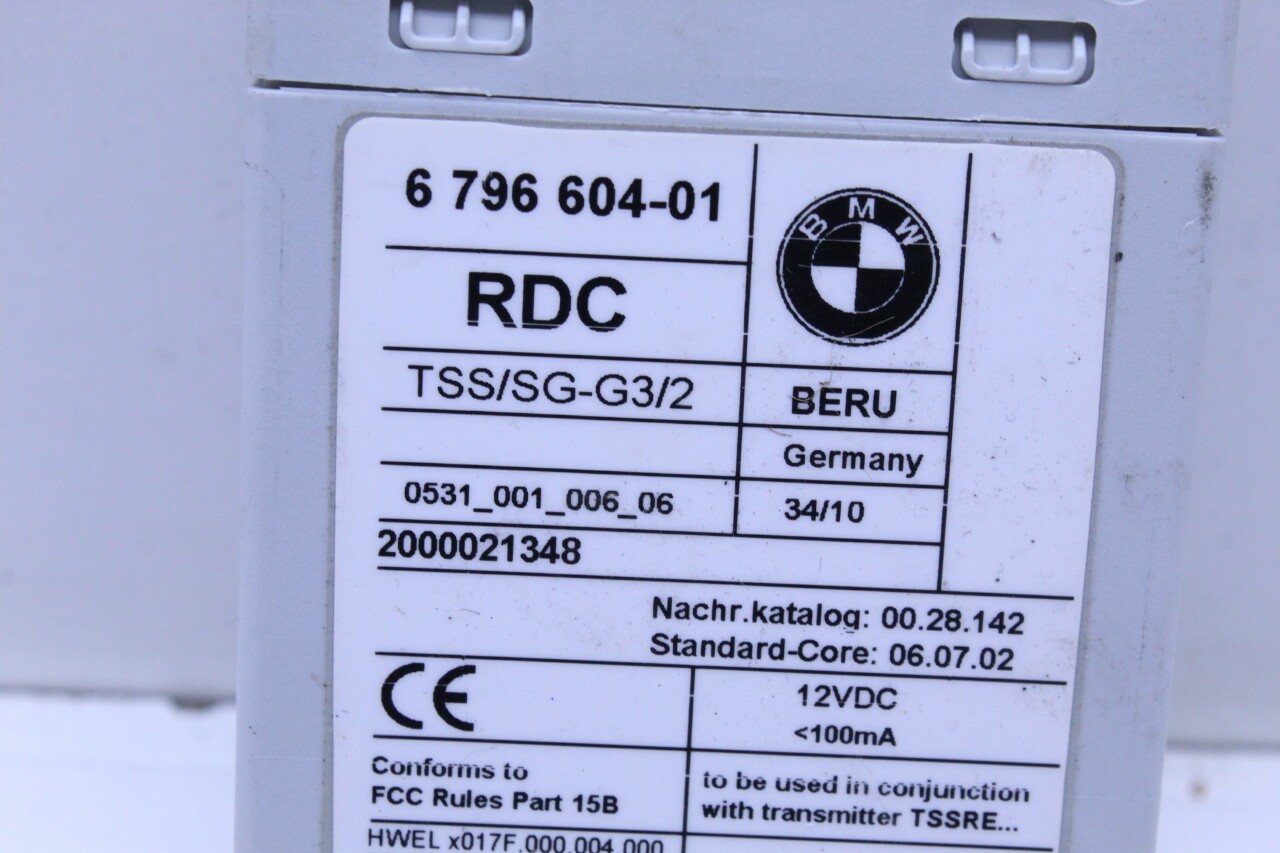 6 796 604-01
BMW
RDC
TSS/SG-G3/2
BERU
Germany
0531_001_006_06
34/10
2000021348
Nachr.katalog: 00.28.142
Standard-Core: 06.07.02
CE
12VDC
<100mA
Conforms to
FCC Rules Part 15B
to be used in conjunction
with transmitter TSSRE...
HWEL x017F.000.004.000